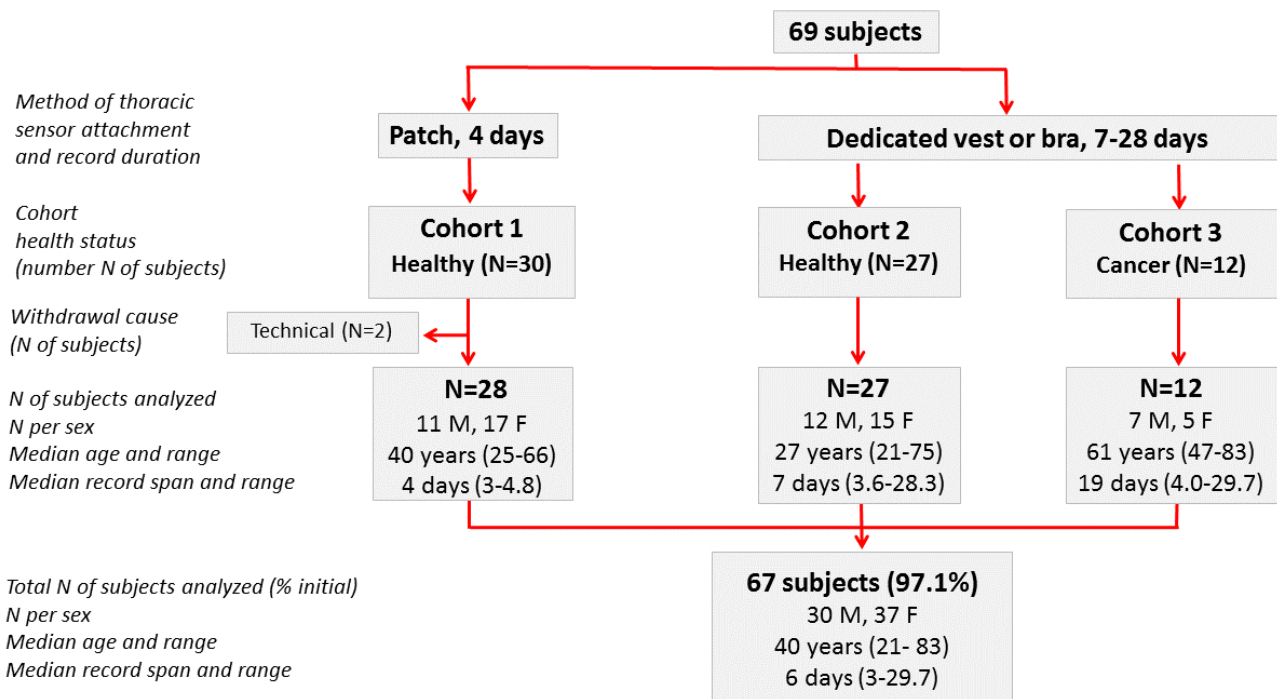 69 subjects
Method of thoracic
sensor attachment
and record duration
Patch, 4 days
Dedicated vest or bra, 7-28 days
Cohort
health status
(number N of subjects)
Cohort 1
Healthy (N=30)
Cohort 2
Healthy (N=27)
Cohort 3
Cancer (N=12)
Withdrawal cause
(N of subjects)
Technical (N=2)
N of subjects analyzed
N per sex
Median age and range
Median record span and range
N=28
11 M, 17 F
40 years (25-66)
4 days (3-4.8)
N=27
12 M, 15 F
27 years (21-75)
7 days (3.6-28.3)
N=12
7 M, 5 F
61 years (47-83)
19 days (4.0-29.7)
Total N of subjects analyzed (% initial)
N per sex
Median age and range
Median record span and range
67 subjects (97.1%)
30 M, 37 F
40 years (21- 83)
6 days (3-29.7)